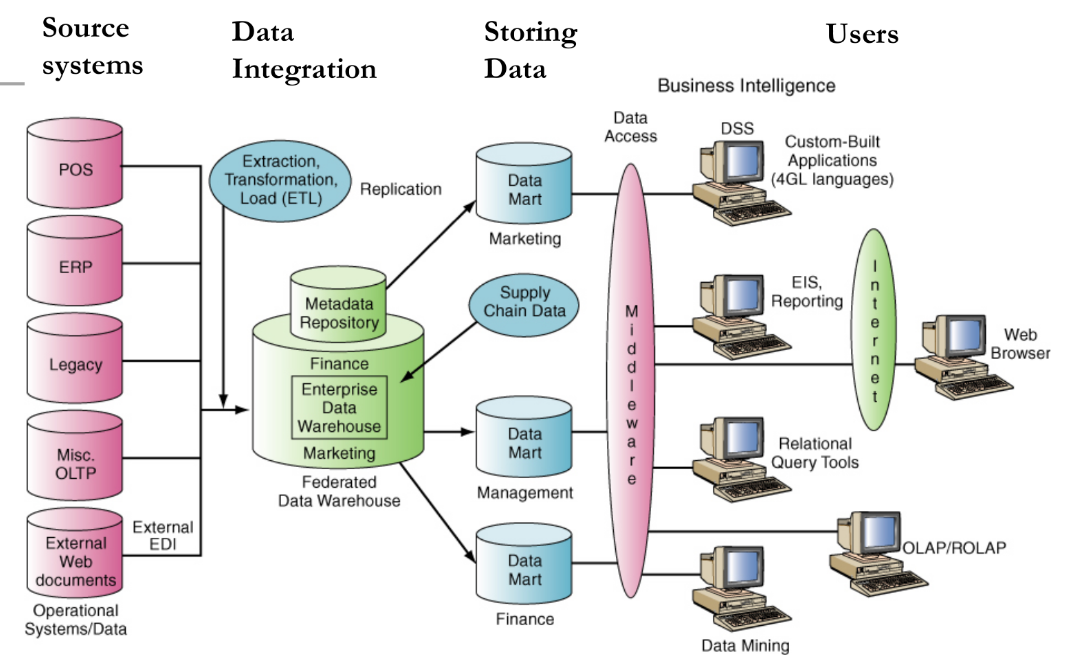 Source
systems
Data
Integration
Storing
Data
Users
Business Intelligence
POS
ERP
Legacy
Misc.
OLTP
External
Web
documents
External
EDI
Operational
Systems/Data
Extraction,
Transformation,
Load (ETL)
Replication
Metadata
Repository
Finance
Enterprise
Data
Warehouse
Marketing
Federated
Data Warehouse
Data
Mart
Marketing
Supply
Chain Data
Data
Mart
Management
Data
Mart
Finance
Data
Access
Middleware
DSS
Custom-Built
Applications
(4GL languages)
EIS,
Reporting
Internet
Web
Browser
Relational
Query Tools
OLAP/ROLAP
Data Mining